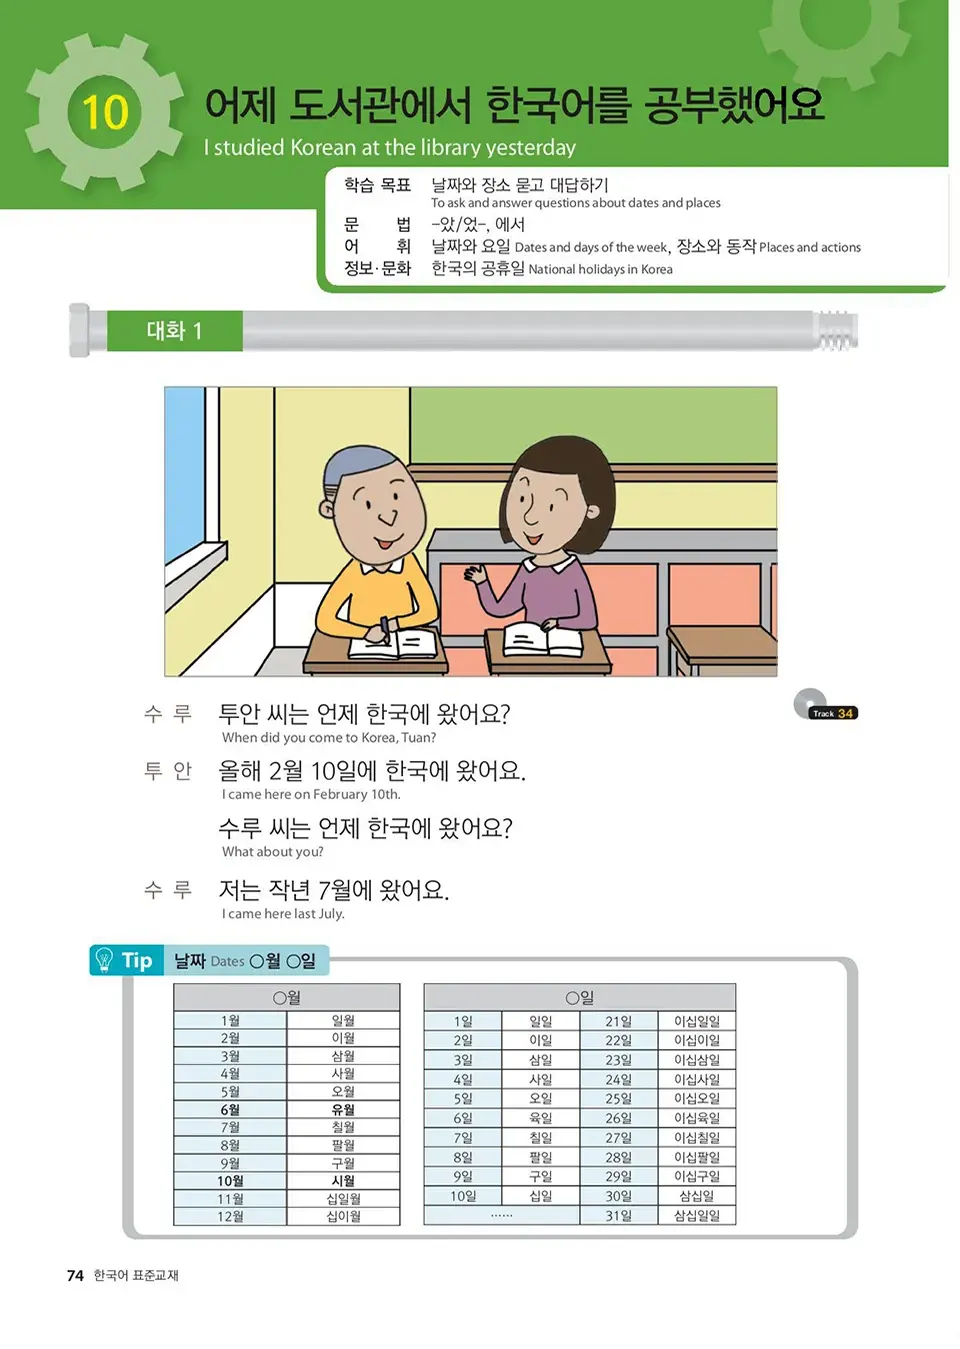 10
어제 도서관에서 한국어를 공부했어요
I studied Korean at the library yesterday
학습 목표 날짜와 장소 묻고 대답하기
To ask and answer questions about dates and places
문 법 –았/었–, 에서
어 휘 날짜와 요일 Dates and days of the week, 장소와 동작 Places and actions
정보·문화 한국의 공휴일 National holidays in Korea
대화 1
Track 34
수 루 투안 씨는 언제 한국에 왔어요?
When did you come to Korea, Tuan?
투 안 올해 2월 10일에 한국에 왔어요.
I came here on February 10th.
수루 씨는 언제 한국에 왔어요?
What about you?
수 루 저는 작년 7월에 왔어요.
I came here last July.
Tip 날짜 Dates ○월 ○일
○월
1월 일월
2월 이월
3월 삼월
4월 사월
5월 오월
6월 유월
7월 칠월
8월 팔월
9월 구월
10월 시월
11월 십일월
12월 십이월
○일
1일 일일 21일 이십일일
2일 이일 22일 이십이일
3일 삼일 23일 이십삼일
4일 사일 24일 이십사일
5일 오일 25일 이십오일
6일 육일 26일 이십육일
7일 칠일 27일 이십칠일
8일 팔일 28일 이십팔일
9일 구일 29일 이십구일
10일 십일 30일 삼십일
…… 31일 삼십일일
74 한국어 표준교재